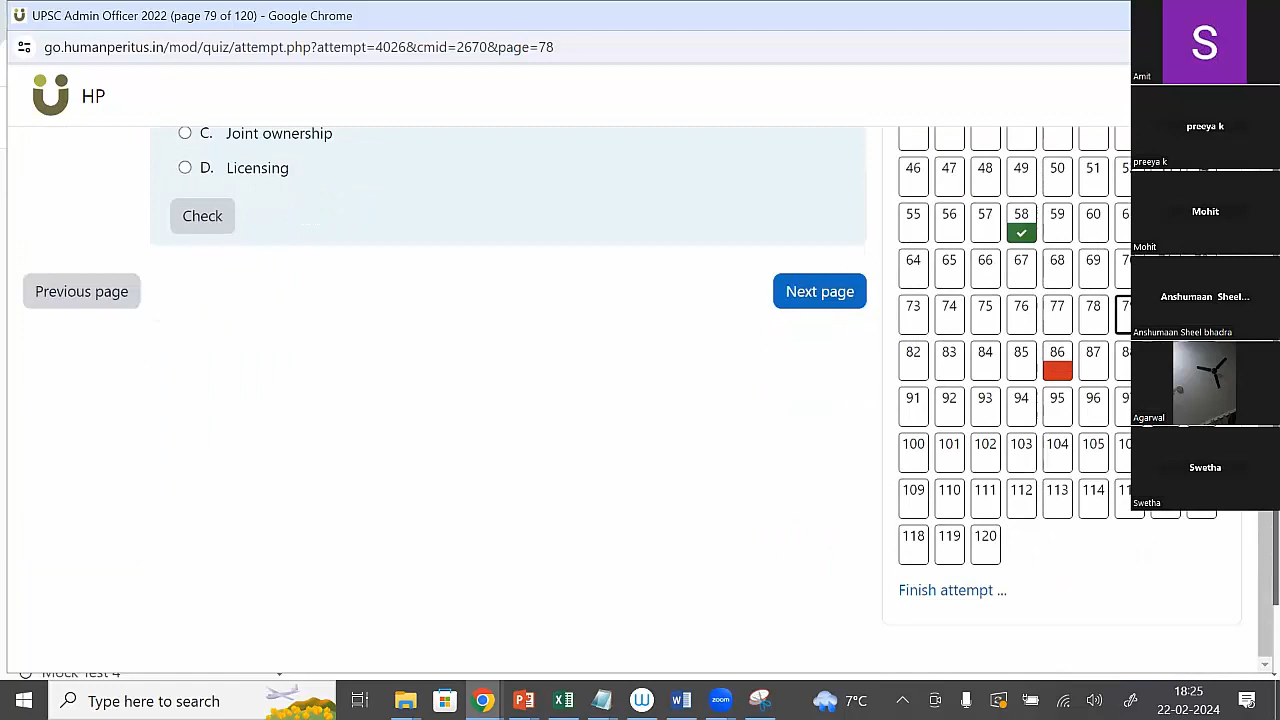 UPSC Admin Officer 2022 (page 79 of 120) - Google Chrome
go.humanperitus.in/mod/quiz/attempt.php?attempt=4026&cmid=2670&page=78
HP
C. Joint ownership
D. Licensing
Check
Previous page
Next page
46 47 48 49 50 51
55 56 57 58 59 60
64 65 66 67 68 69
73 74 75 76 77 78
82 83 84 85 86 87
91 92 93 94 95 96
100 101 102 103 104 105
109 110 111 112 113 114
118 119 120
Finish attempt ...
S
Amit
preeya k
preeya k
Mohit
Mohit
Anshumaan Sheel...
Anshumaan Sheel bhadra
Agarwal
Swetha
Swetha
Mock Test 4
Type here to search
W
zoom
7°C
18:25
22-02-2024